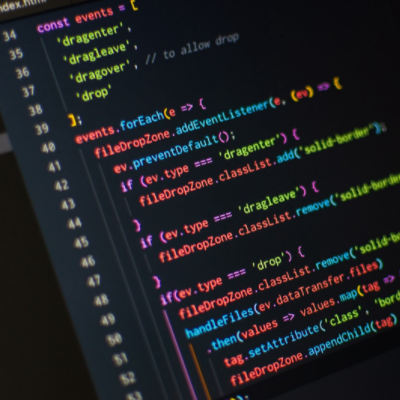 ndex.html
34 const events = [
35 'dragenter',
36 'dragleave',
37 'dragover', // to allow drop
38 'drop'
39 ];
40 events.forEach(e => {
41 fileDropZone.addEventListener(e, (ev) => {
42 ev.preventDefault();
43 if (ev.type === 'dragenter') {
44 fileDropZone.classList.add('solid-border');
45 }
46 if (ev.type === 'dragleave') {
47 fileDropZone.classList.remove('solid-borde
48 }
49 if(ev.type === 'drop') {
50 fileDropZone.classList.remove('solid-bo
51 handleFiles(ev.dataTransfer.files)
52 .then(values => values.map(tag =>
53 tag.setAttribute('class', 'bord
fileDropZone.appendChild(tag)